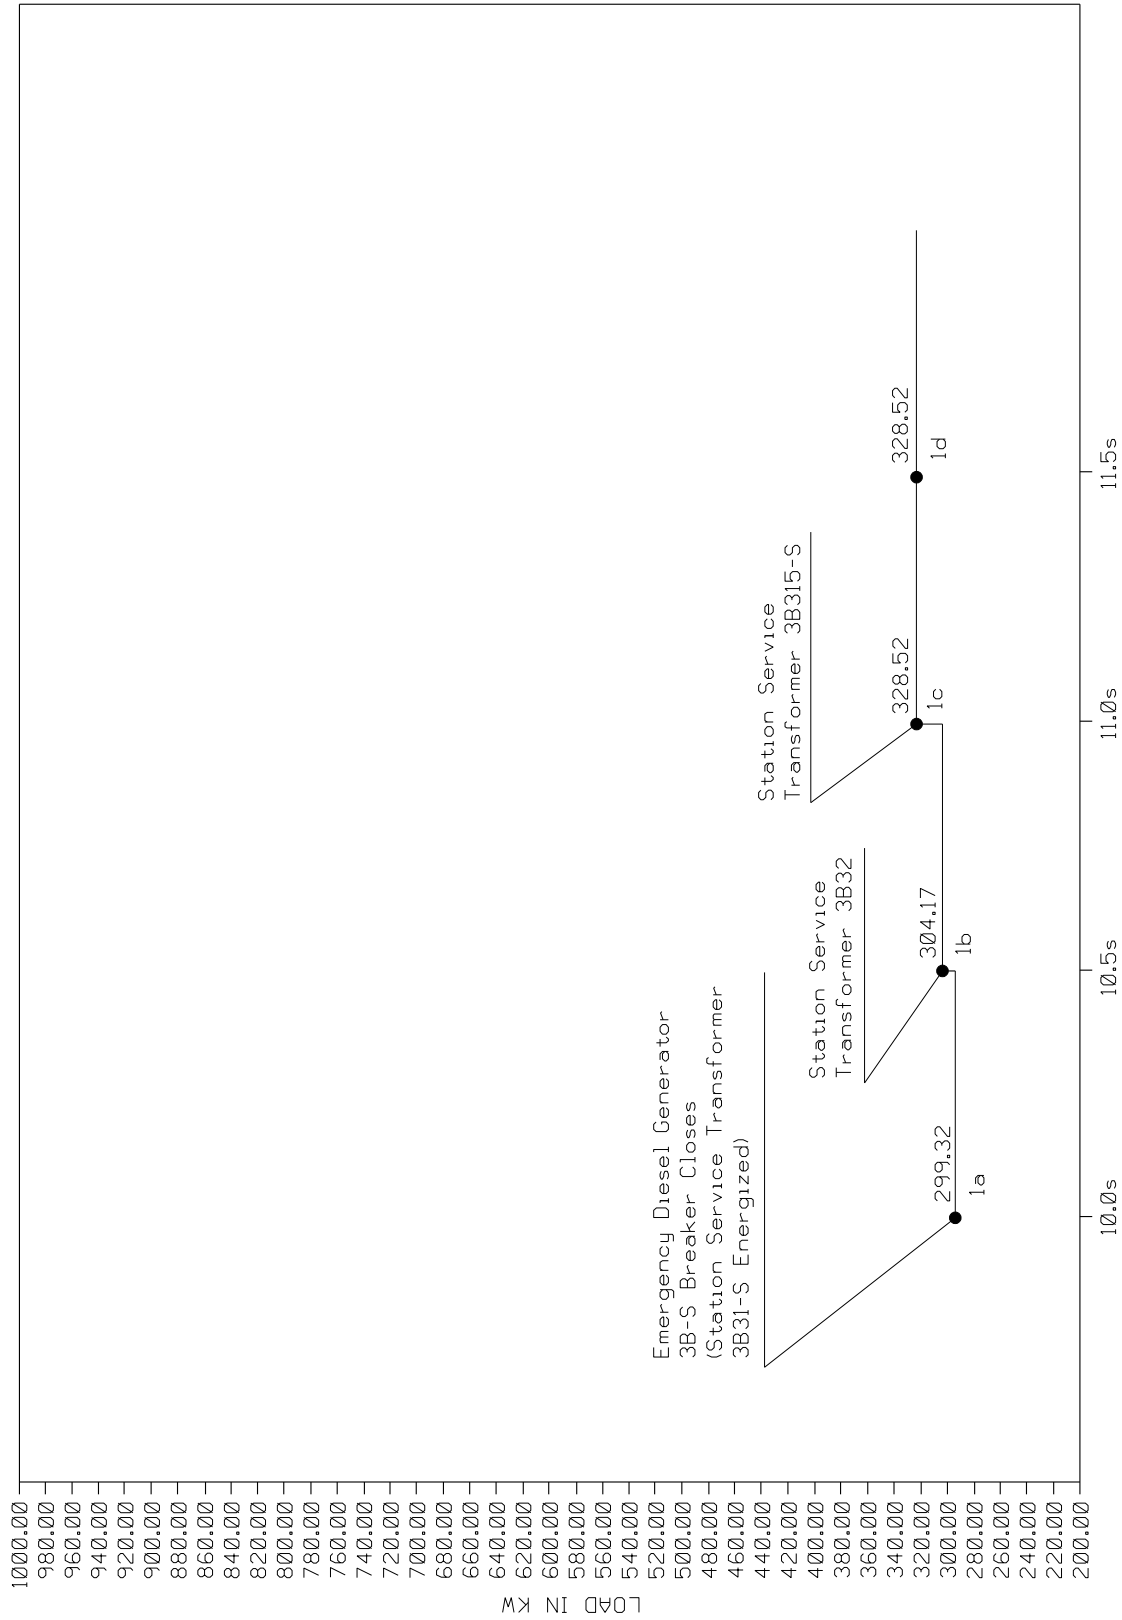 LOAD IN KW
1000.00
980.00
960.00
940.00
920.00
900.00
880.00
860.00
840.00
820.00
800.00
780.00
760.00
740.00
720.00
700.00
680.00
660.00
640.00
620.00
600.00
580.00
560.00
540.00
520.00
500.00
480.00
460.00
440.00
420.00
400.00
380.00
360.00
340.00
320.00
300.00
280.00
260.00
240.00
220.00
200.00
Emergency Diesel Generator
3B-S Breaker Closes
(Station Service Transformer
3B31-S Energized)
299.32
1a
Station Service
Transformer 3B32
304.17
1b
Station Service
Transformer 3B315-S
328.52
1c
328.52
1d
10.0s
10.5s
11.0s
11.5s